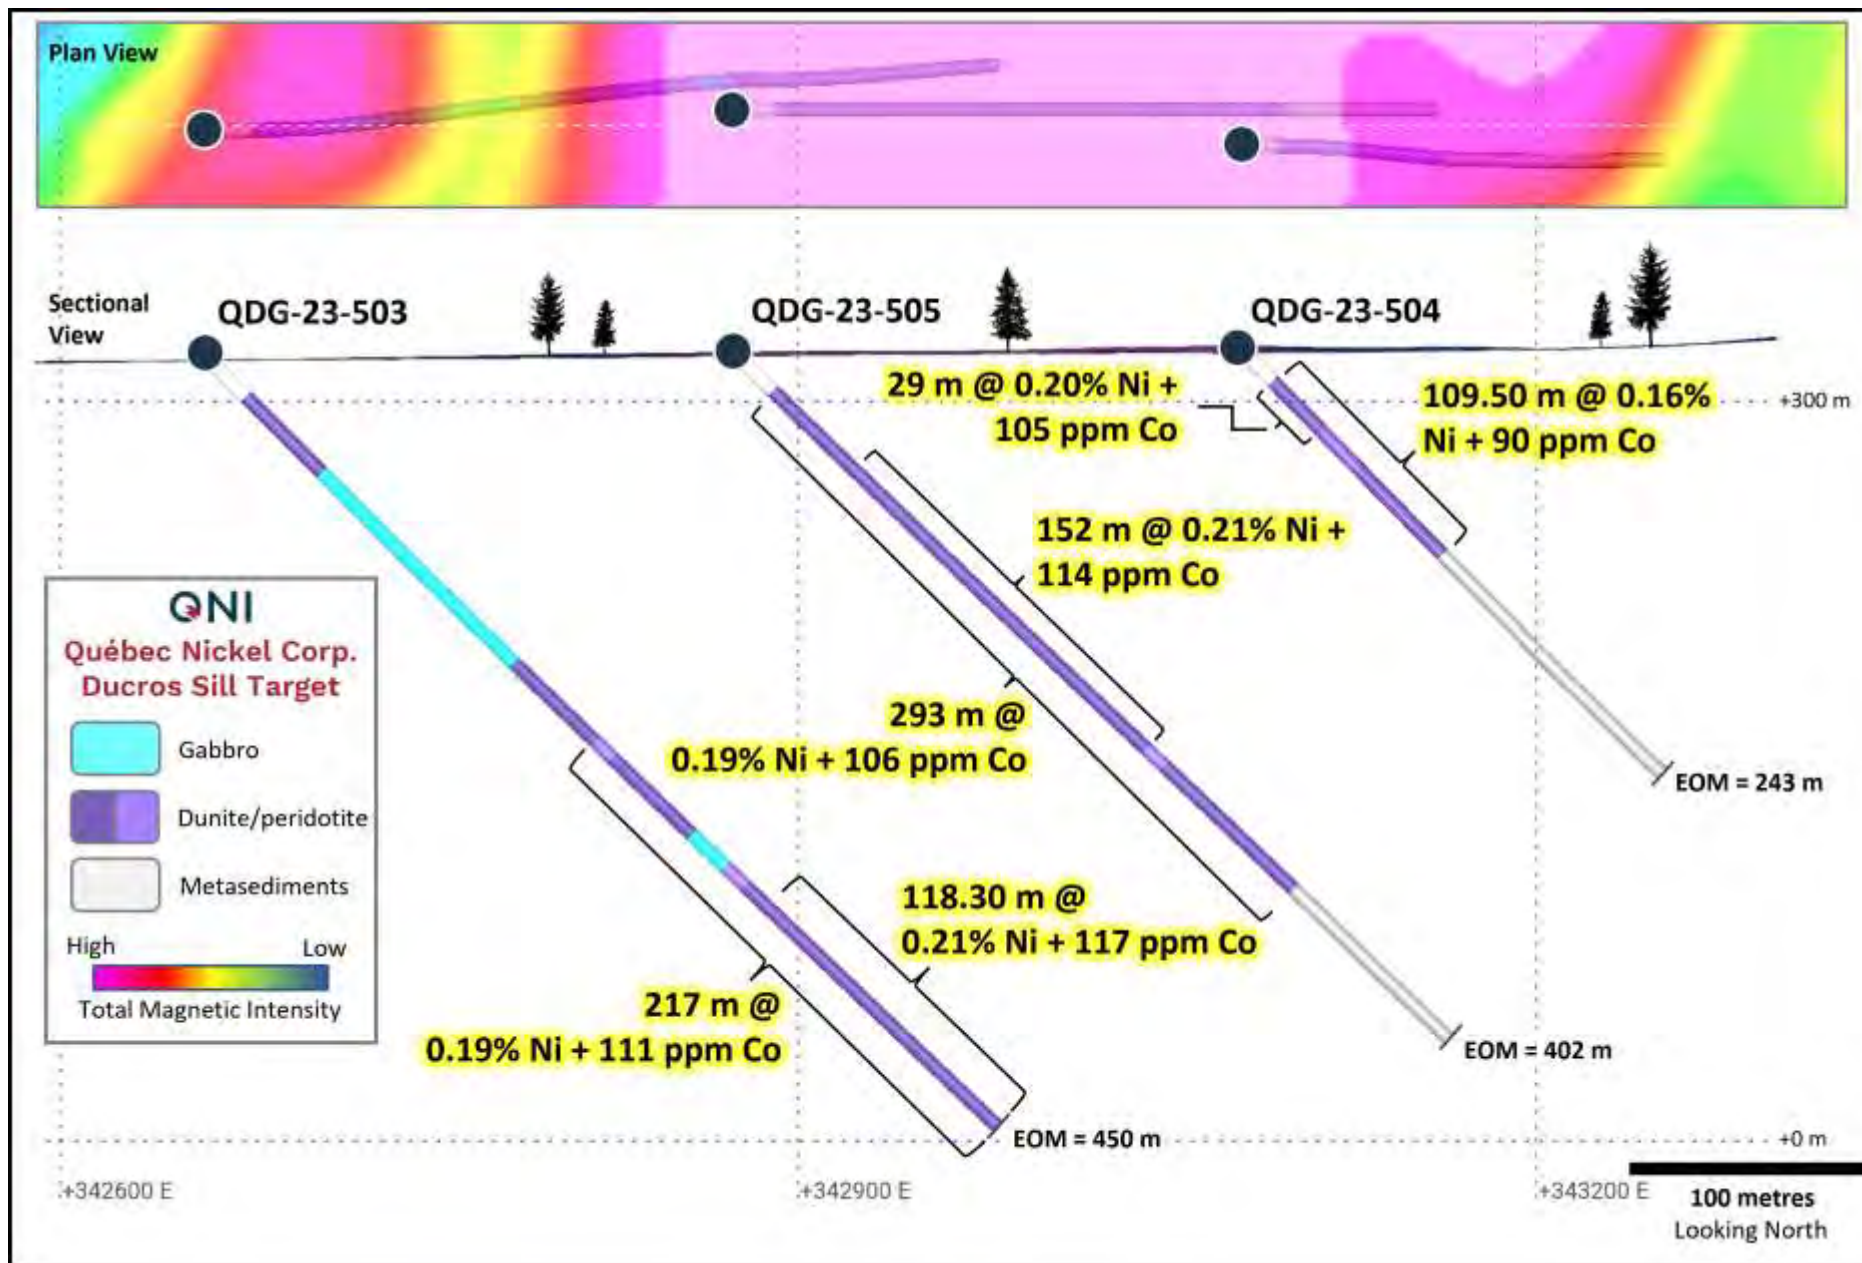 Plan View
Sectional
View
QDG-23-503
QDG-23-505
QDG-23-504
29 m @ 0.20% Ni +
105 ppm Co
109.50 m @ 0.16%
Ni + 90 ppm Co
+300 m
152 m @ 0.21% Ni +
114 ppm Co
QNI
Québec Nickel Corp.
Ducros Sill Target
Gabbro
Dunite/peridotite
Metasediments
High
Low
Total Magnetic Intensity
293 m @
0.19% Ni + 106 ppm Co
EOM = 243 m
118.30 m @
0.21% Ni + 117 ppm Co
217 m @
0.19% Ni + 111 ppm Co
EOM = 402 m
EOM = 450 m
+0 m
+342600 E
+342900 E
+343200 E
100 metres
Looking North